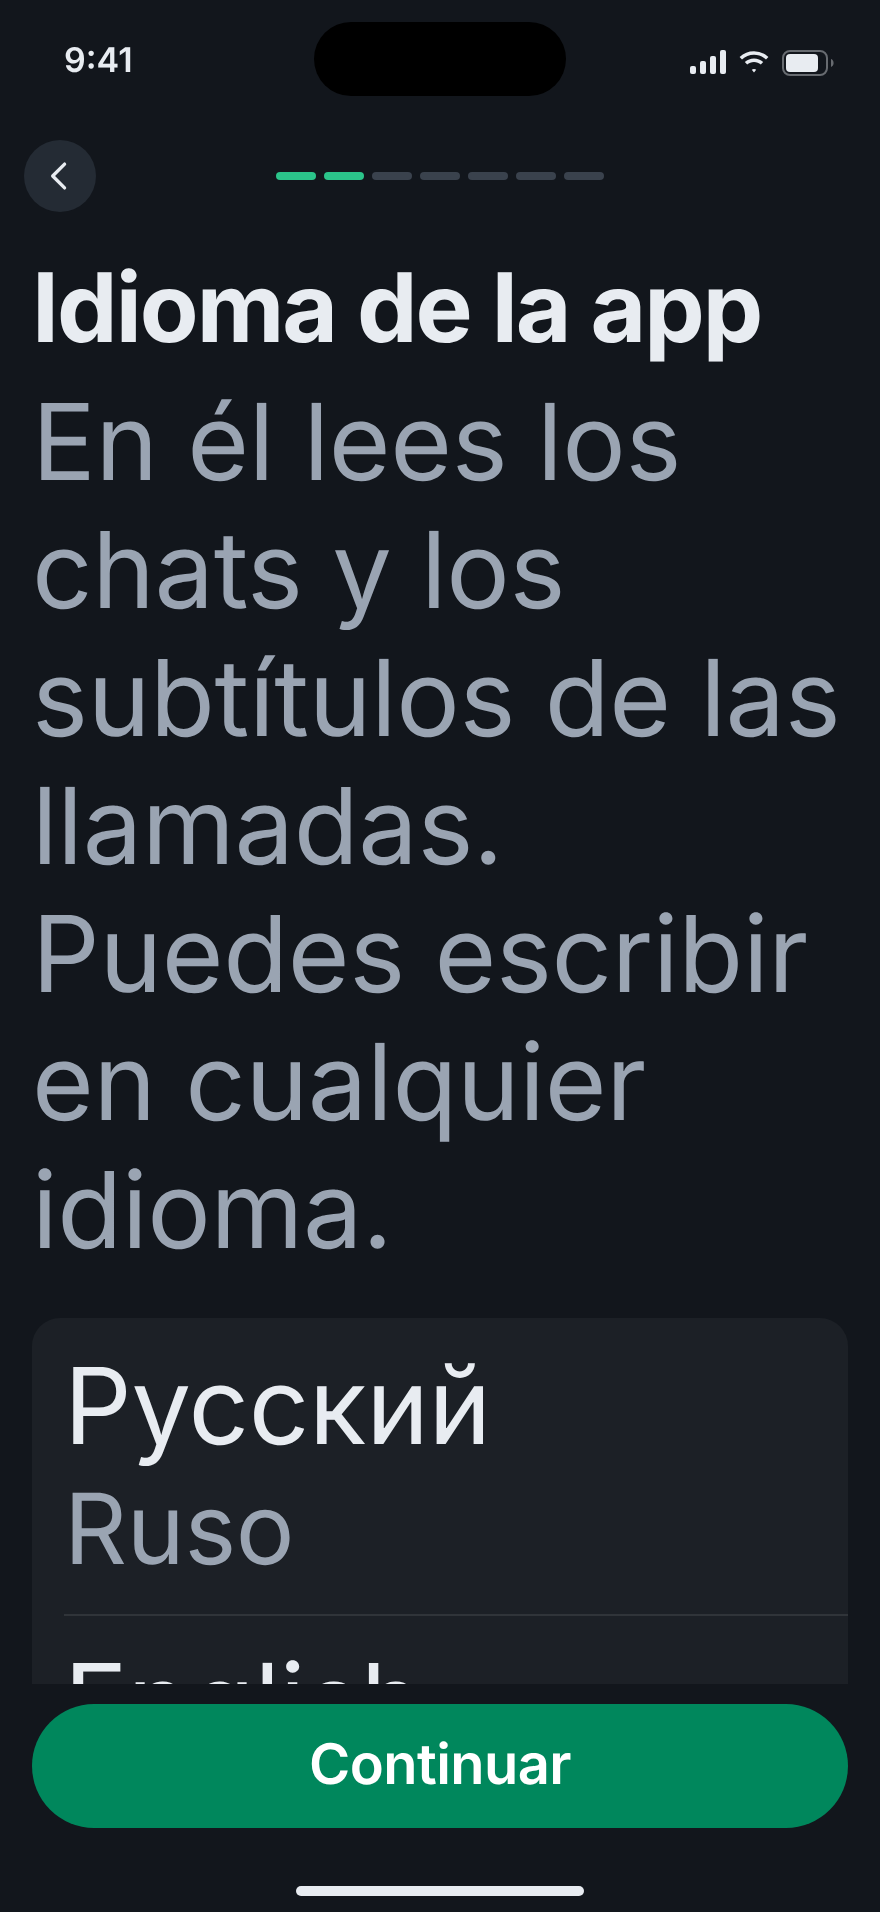 9:41
Idioma de la app
En él lees los
chats y los
subtítulos de las
llamadas.
Puedes escribir
en cualquier
idioma.
Русский
Ruso
English
Continuar